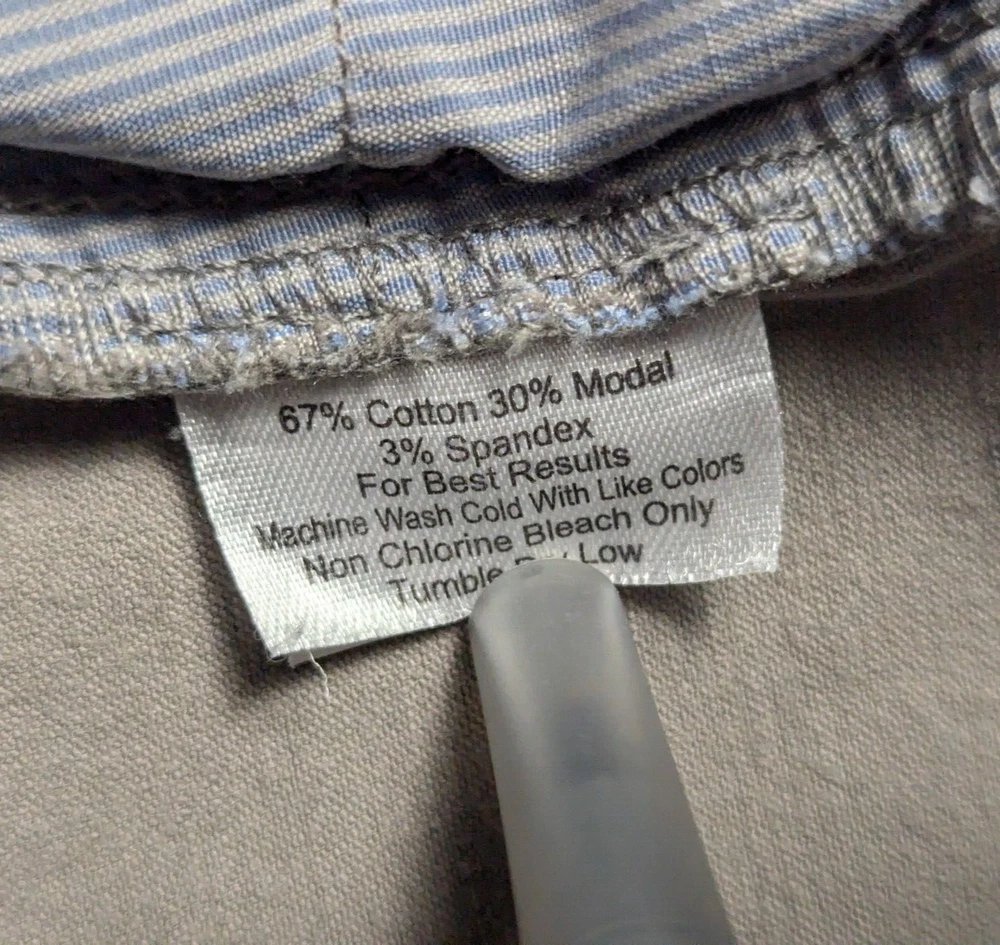 67% Cotton 30% Modal
3% Spandex
For Best Results
Machine Wash Cold With Like Colors
Non Chlorine Bleach Only
Tumble Dry Low